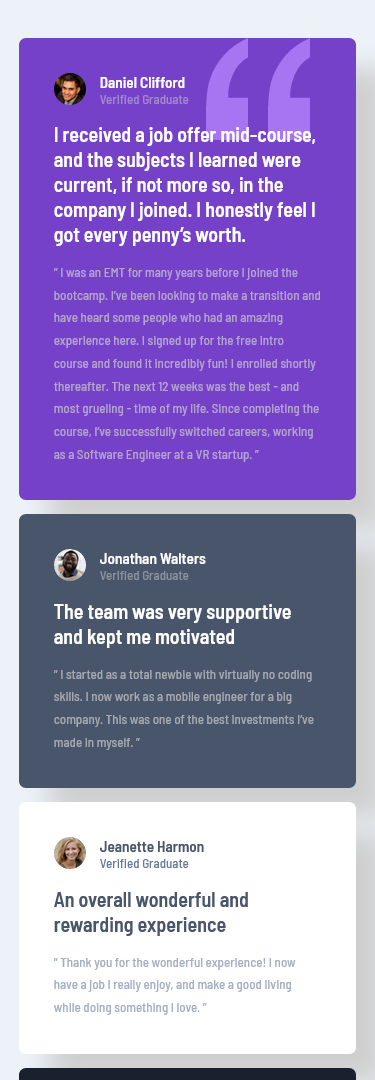 Daniel Clifford
Verified Graduate
I received a job offer mid-course,
and the subjects I learned were
current, if not more so, in the
company I joined. I honestly feel I
got every penny’s worth.
“ I was an EMT for many years before I joined the
bootcamp. I’ve been looking to make a transition and
have heard some people who had an amazing
experience here. I signed up for the free intro
course and found it incredibly fun! I enrolled shortly
thereafter. The next 12 weeks was the best - and
most grueling - time of my life. Since completing the
course, I’ve successfully switched careers, working
as a Software Engineer at a VR startup. ”
Jonathan Walters
Verified Graduate
The team was very supportive
and kept me motivated
“ I started as a total newbie with virtually no coding
skills. I now work as a mobile engineer for a big
company. This was one of the best investments I’ve
made in myself. ”
Jeanette Harmon
Verified Graduate
An overall wonderful and
rewarding experience
“ Thank you for the wonderful experience! I now
have a job I really enjoy, and make a good living
while doing something I love. ”